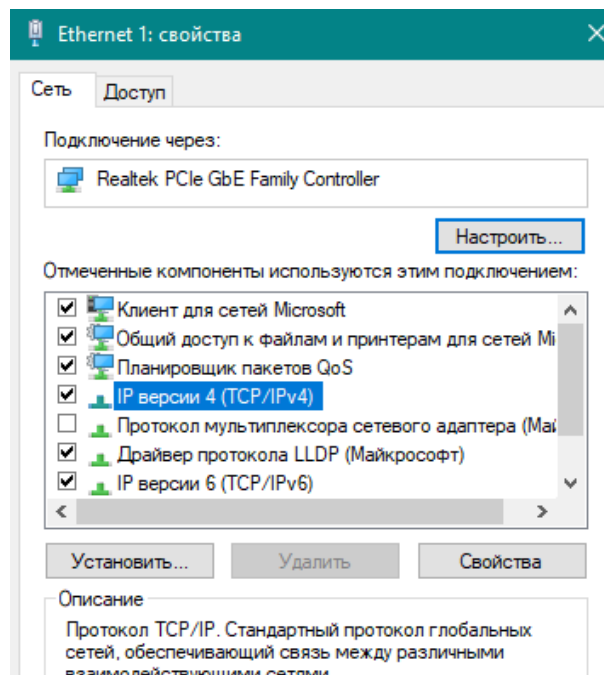 Ethernet 1: свойства
Сеть Доступ
Подключение через:
Realtek PCIe GbE Family Controller
Настроить...
Отмеченные компоненты используются этим подключением:
Клиент для сетей Microsoft
Общий доступ к файлам и принтерам для сетей Mi
Планировщик пакетов QoS
IP версии 4 (TCP/IPv4)
Протокол мультиплексора сетевого адаптера (Май
Драйвер протокола LLDP (Майкрософт)
IP версии 6 (TCP/IPv6)
Установить... Удалить Свойства
Описание
Протокол TCP/IP. Стандартный протокол глобальных
сетей, обеспечивающий связь между различными
взаимодействующими сетями